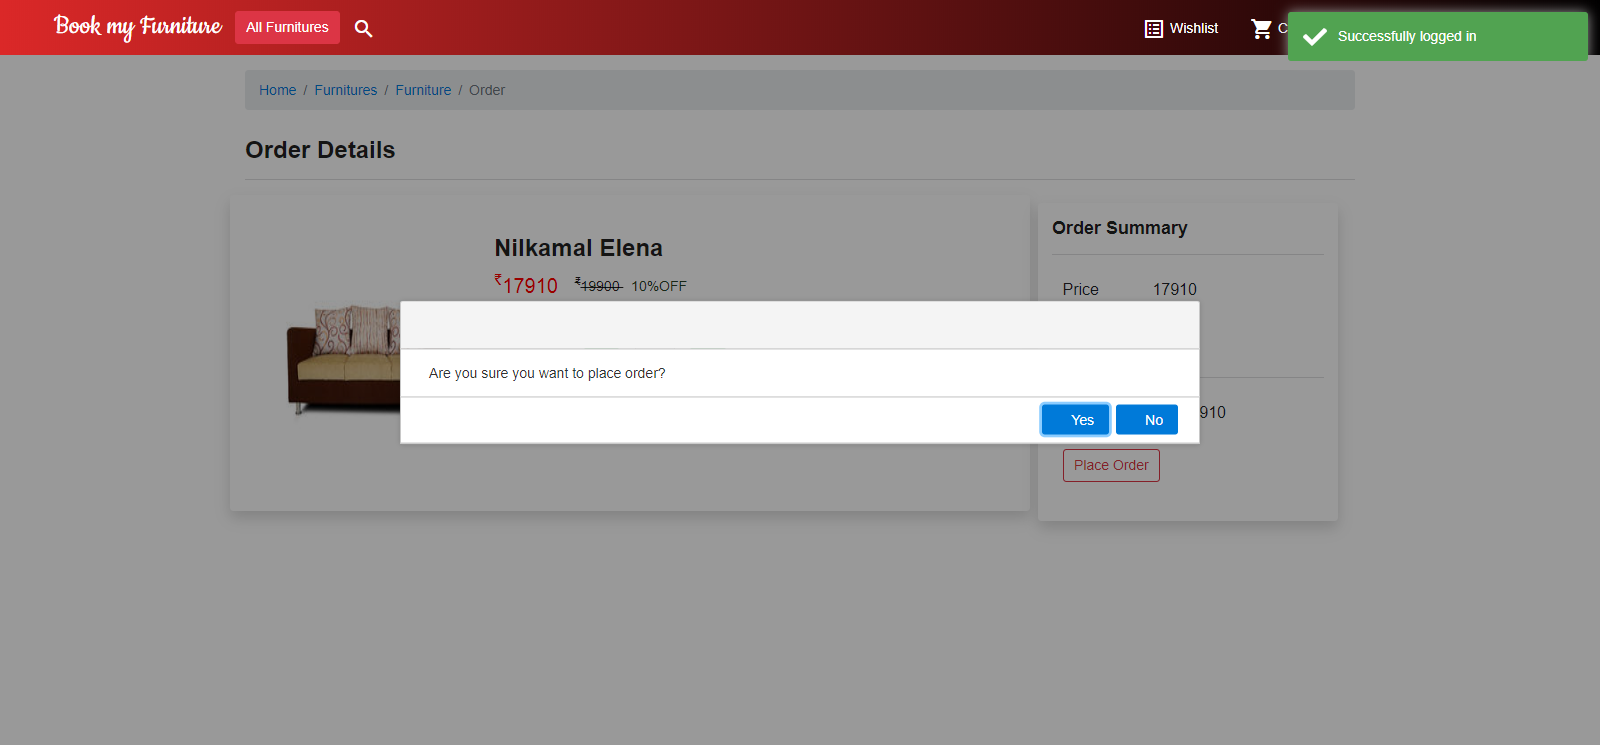 Book my Furniture
All Furnitures
Wishlist
C
Successfully logged in
Home / Furnitures / Furniture / Order
Order Details
Nilkamal Elena
₹17910 ₹19900 10%OFF
Order Summary
Price 17910
Are you sure you want to place order?
Yes No
910
Place Order